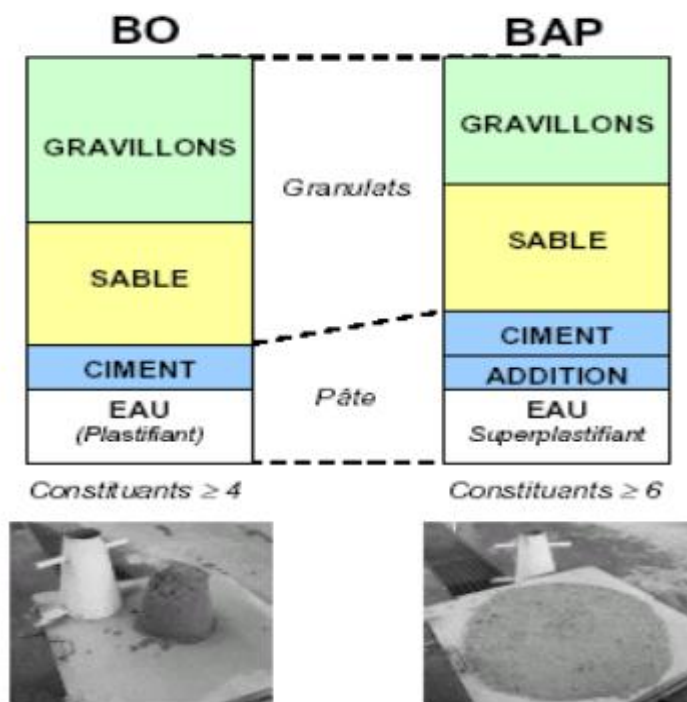 BO
BAP
GRAVILLONS
GRAVILLONS
Granulats
SABLE
SABLE
CIMENT
CIMENT
ADDITION
Pâte
EAU
(Plastifiant)
EAU
Superplastifiant
Constituants ≥ 4
Constituants ≥ 6